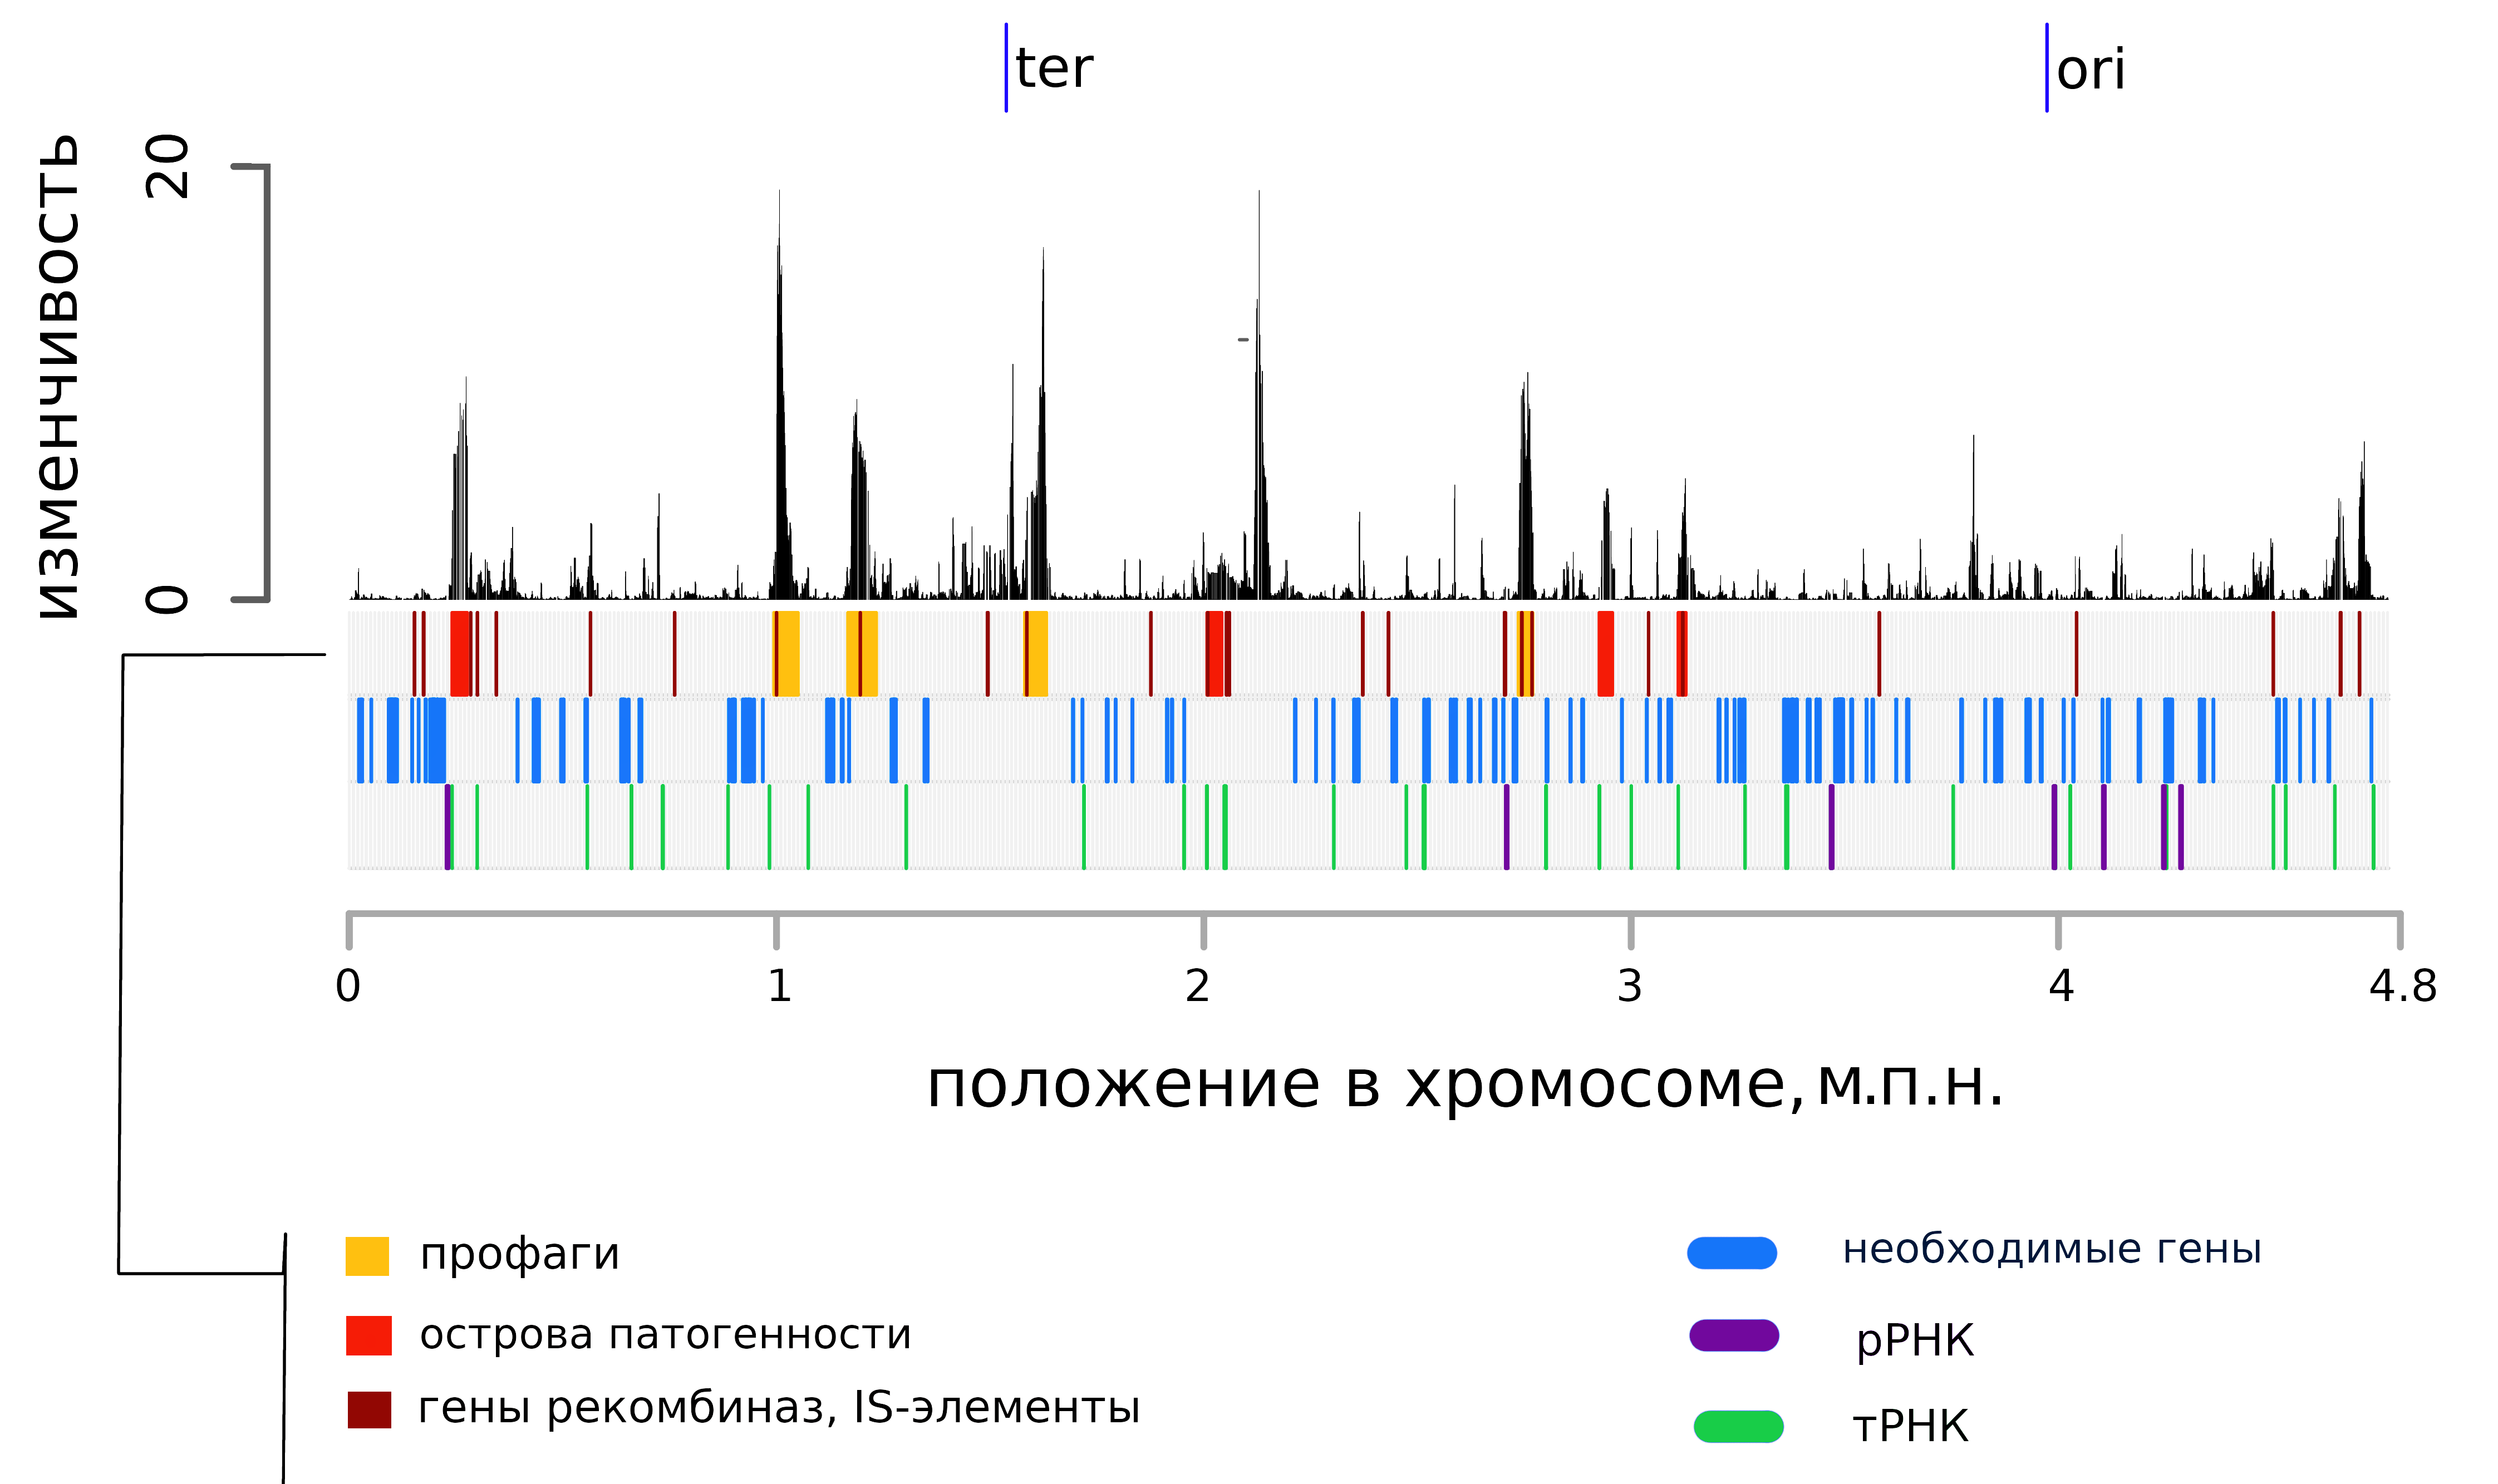 ter
ori
изменчивость
20
0
0
1
2
3
4
4.8
положение в хромосоме, м.п.н.
профаги
острова патогенности
гены рекомбиназ, IS-элементы
необходимые гены
рРНК
тРНК